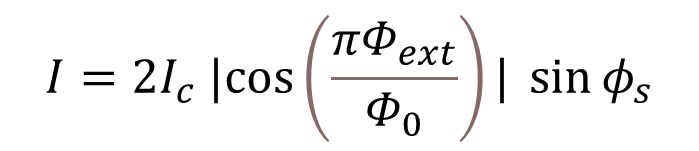 I = 2I_c |cos(πΦ_ext/Φ_0)| sin ϕ_s